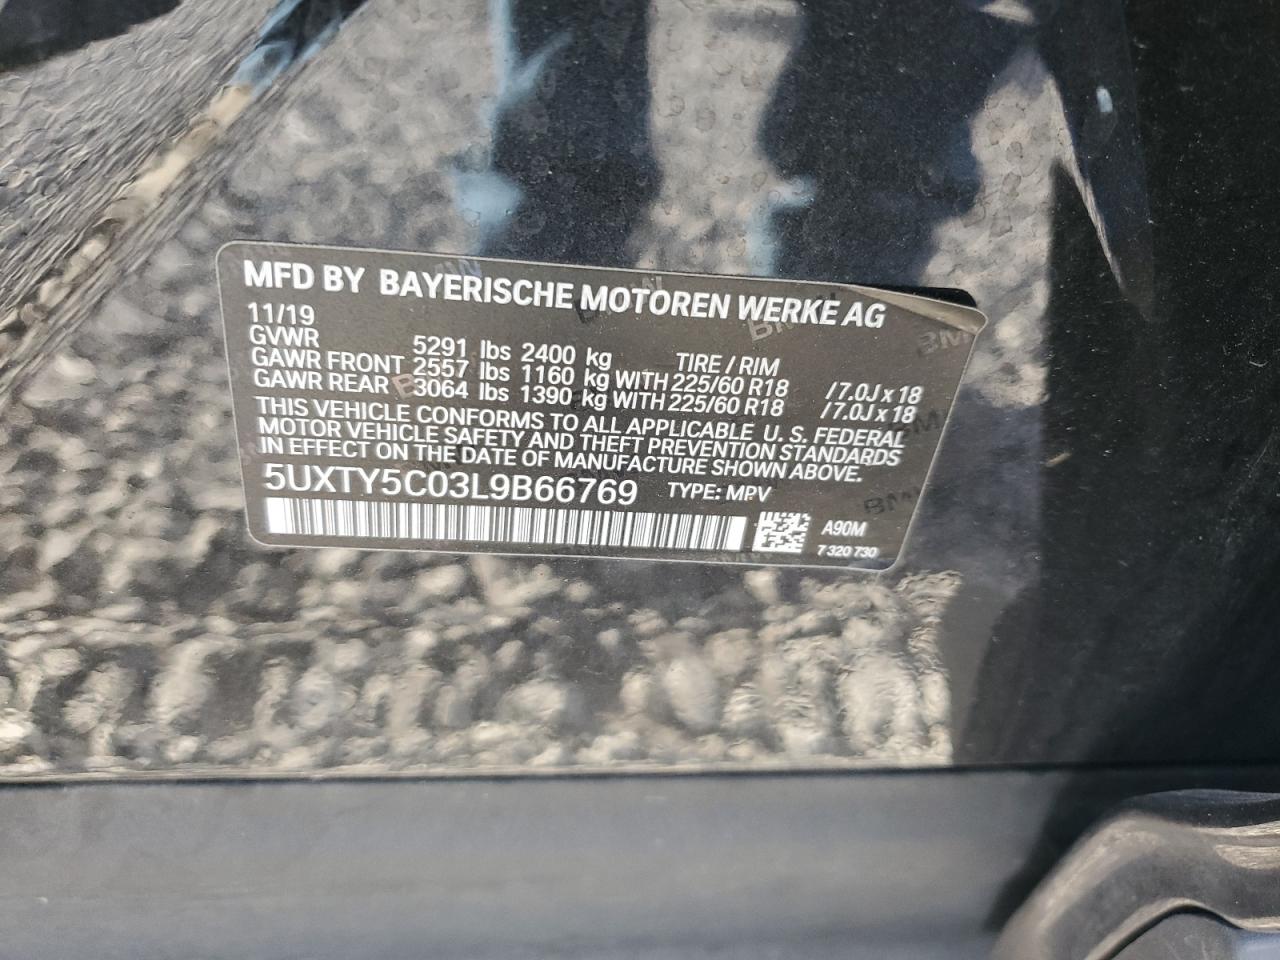 MFD BY BAYERISCHE MOTOREN WERKE AG
11/19
GVWR 5291 lbs 2400 kg TIRE / RIM
GAWR FRONT 2557 lbs 1160 kg WITH 225/60 R18 /7.0J x 18
GAWR REAR 3064 lbs 1390 kg WITH 225/60 R18 /7.0J x 18
THIS VEHICLE CONFORMS TO ALL APPLICABLE U. S. FEDERAL
MOTOR VEHICLE SAFETY AND THEFT PREVENTION STANDARDS
IN EFFECT ON THE DATE OF MANUFACTURE SHOWN ABOVE.
5UXTY5C03L9B66769 TYPE: MPV
A90M
7 320 730